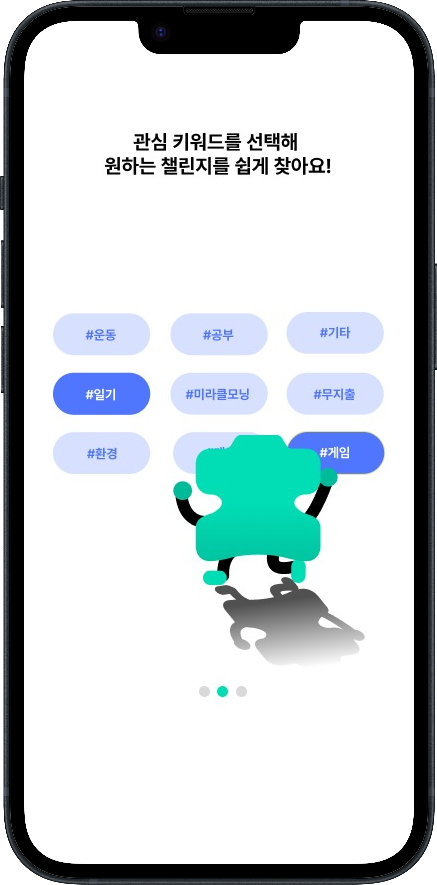 관심 키워드를 선택해
원하는 챌린지를 쉽게 찾아요!
#운동 #공부 #기타
#일기 #미라클모닝 #무지출
#환경 #게임